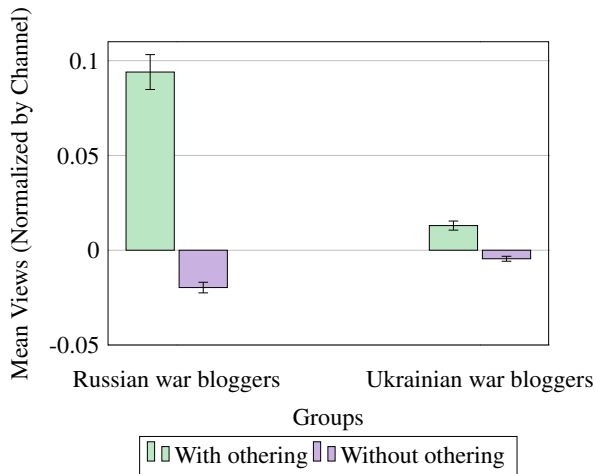 Mean Views (Normalized by Channel)
0.1
0.05
0
-0.05
Russian war bloggers
Ukrainian war bloggers
Groups
With othering
Without othering